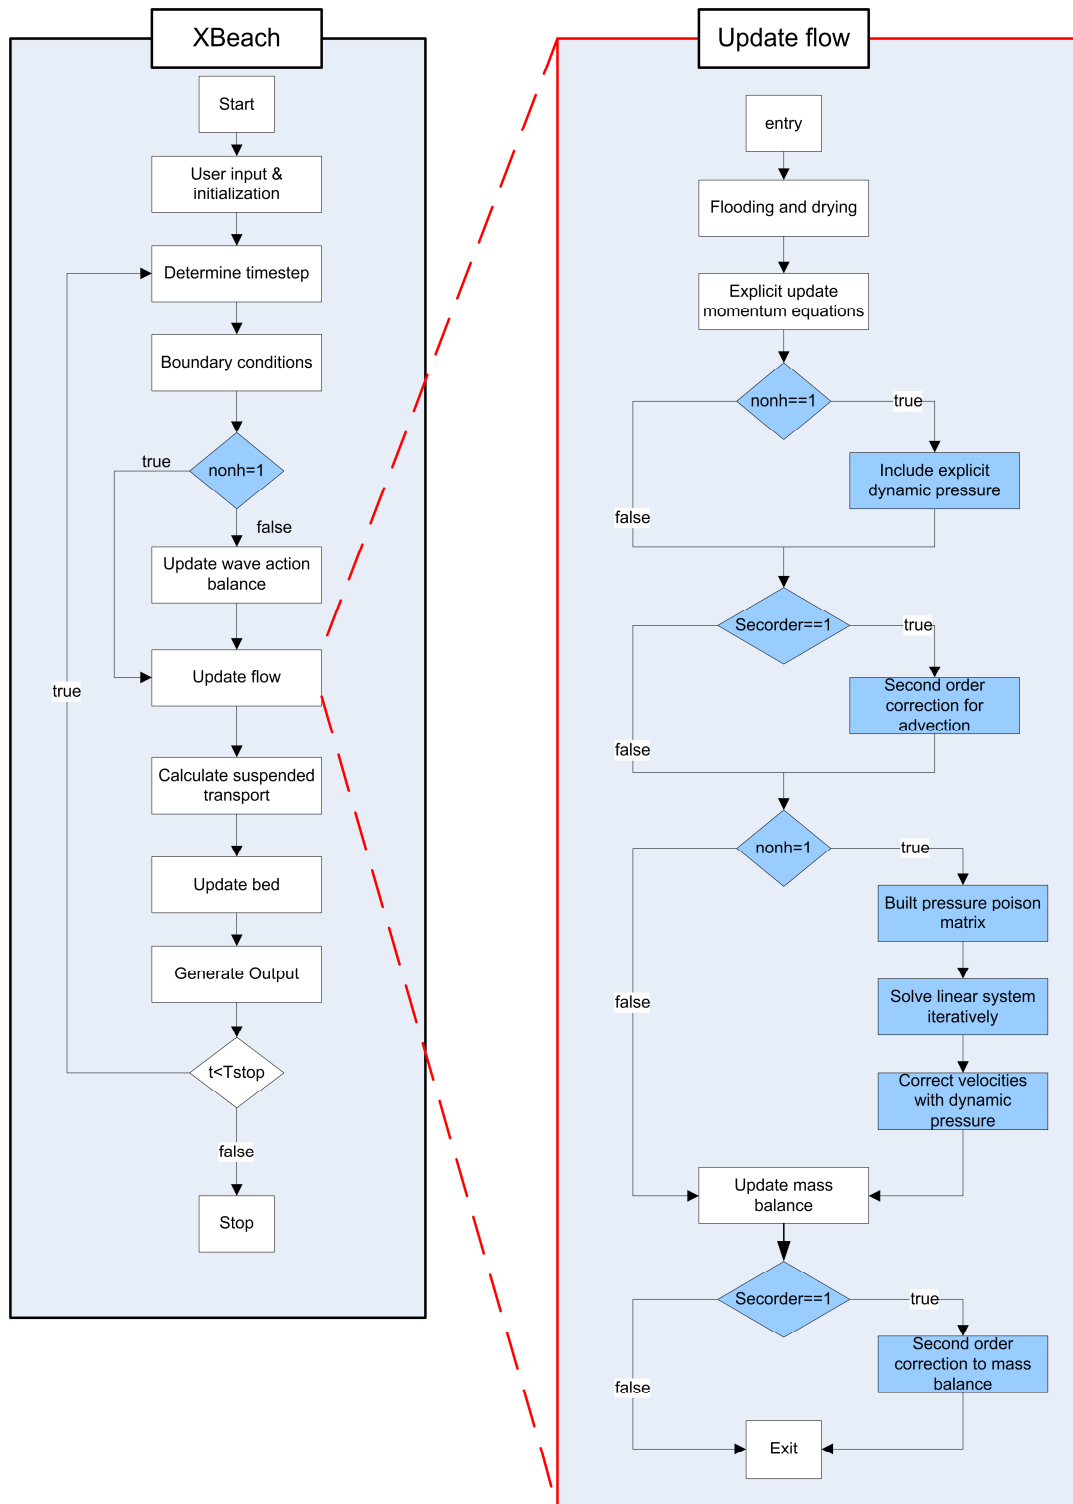 XBeach
Start
User input &
initialization
Determine timestep
Boundary conditions
nonh=1
true
false
Update wave action
balance
Update flow
true
Calculate suspended
transport
Update bed
Generate Output
t<Tstop
false
Stop
Update flow
entry
Flooding and drying
Explicit update
momentum equations
nonh==1
true
Include explicit
dynamic pressure
false
Secorder==1
true
Second order
correction for
advection
false
nonh=1
true
Built pressure poison
matrix
Solve linear system
iteratively
false
Correct velocities
with dynamic
pressure
Update mass
balance
Secorder==1
true
Second order
correction to mass
balance
false
Exit